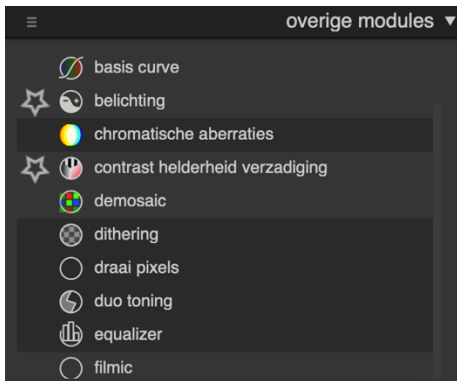 overige modules
basis curve
belichting
chromatische aberraties
contrast helderheid verzadiging
demosaic
dithering
draai pixels
duo toning
equalizer
filmic